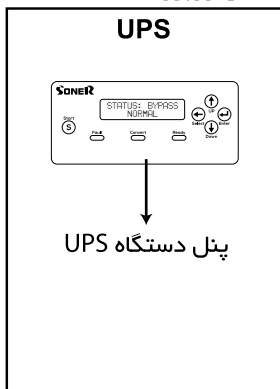 UPS
SONER
STATUS: BYPASS
NORMAL
Start
S
Fault
Convert
Ready
UP
Select
Enter
Down
پنل دستگاه UPS